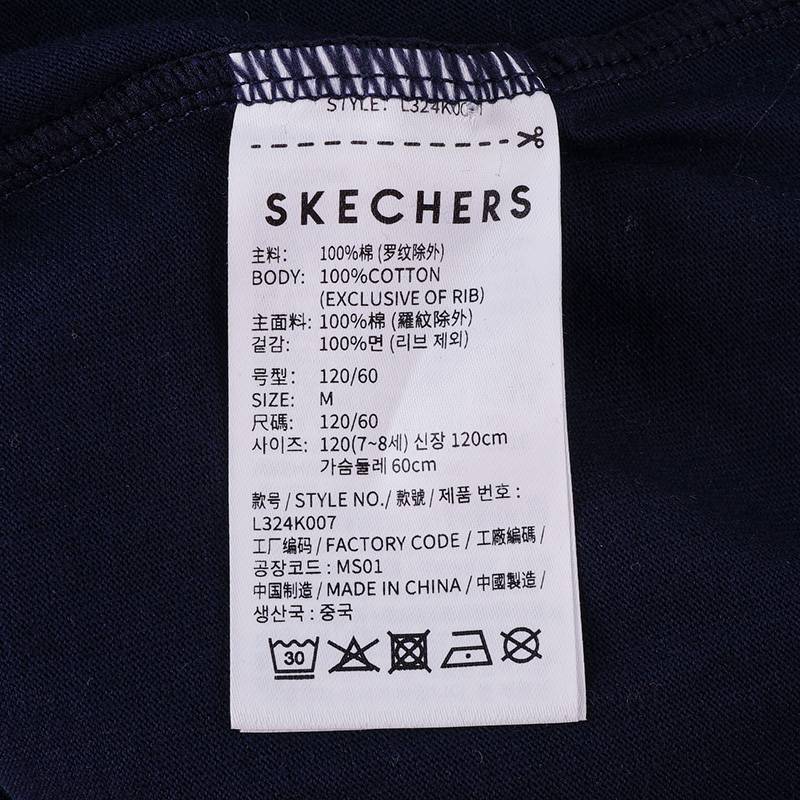 STYLE: L324K007
SKECHERS
主料: 100%棉 (罗纹除外)
BODY: 100%COTTON
(EXCLUSIVE OF RIB)
主面料: 100%棉 (羅紋除外)
겉감: 100%면 (리브 제외)
号型: 120/60
SIZE: M
尺碼: 120/60
사이즈: 120(7~8세) 신장 120cm
가슴둘레 60cm
款号 / STYLE NO./ 款號 / 제품 번호 :
L324K007
工厂编码 / FACTORY CODE / 工廠編碼 /
공장코드 : MS01
中国制造 / MADE IN CHINA / 中國製造 /
생산국 : 중국
30